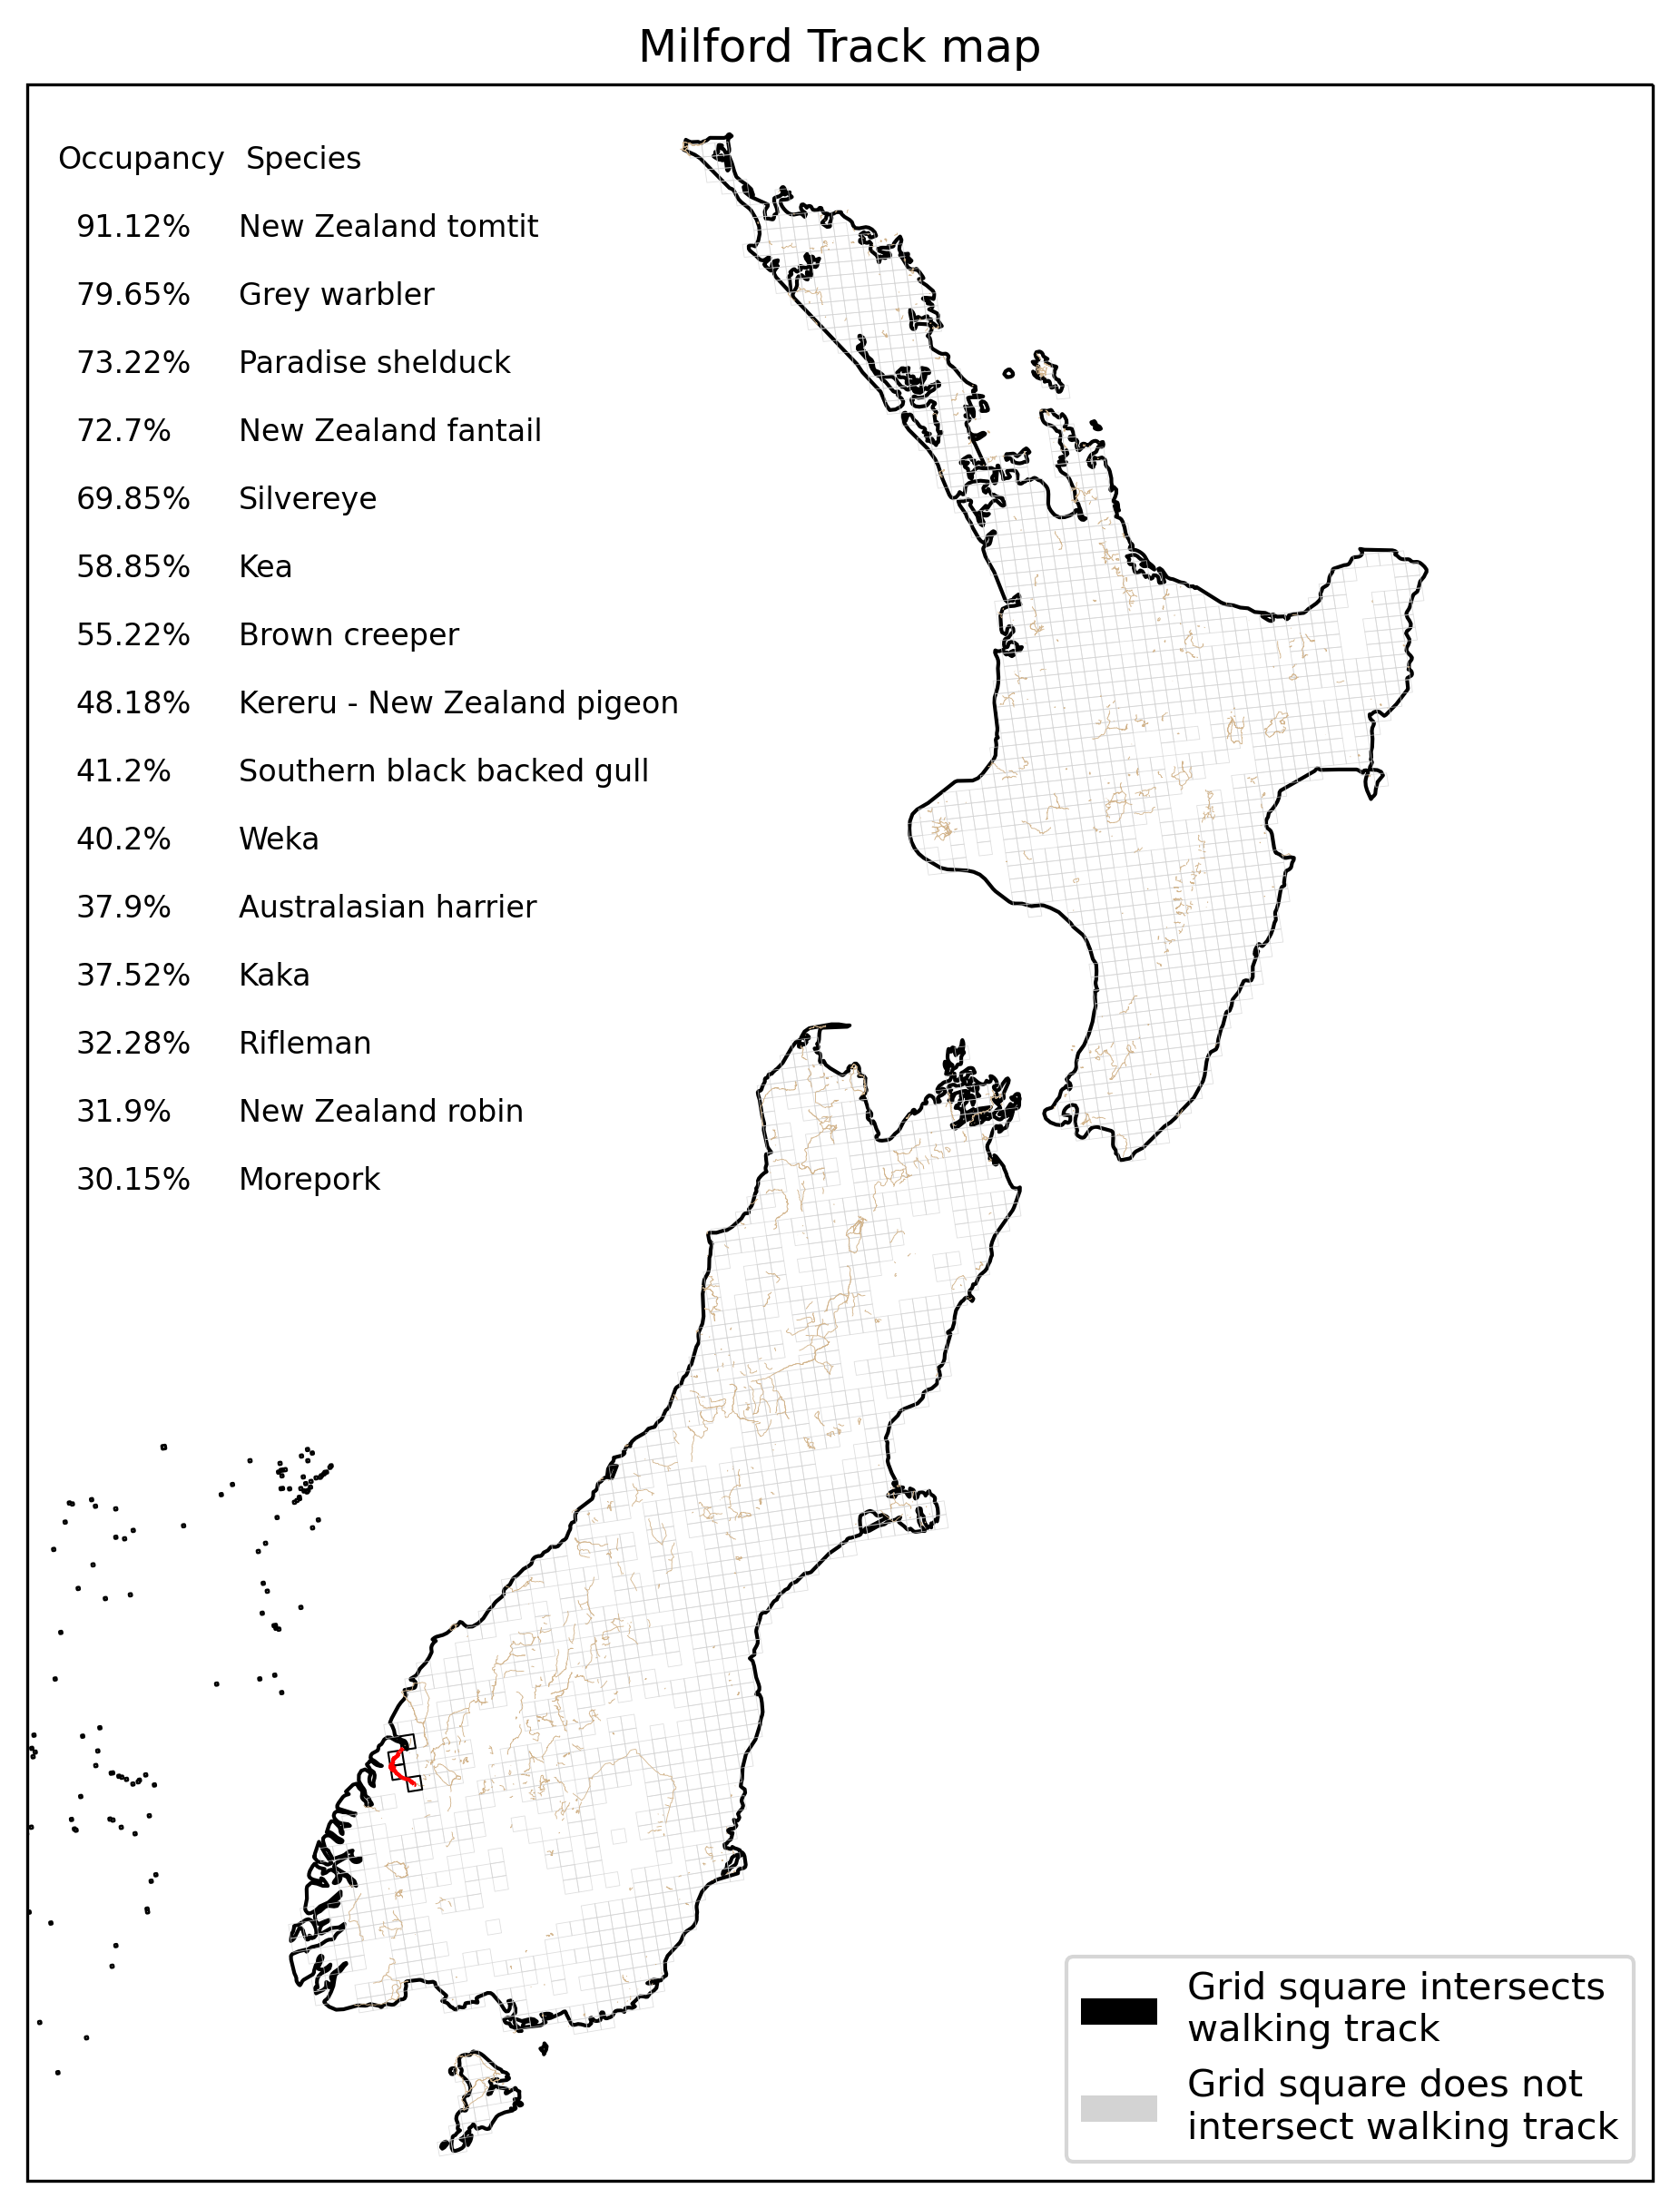 Milford Track map
Occupancy Species
91.12% New Zealand tomtit
79.65% Grey warbler
73.22% Paradise shelduck
72.7% New Zealand fantail
69.85% Silvereye
58.85% Kea
55.22% Brown creeper
48.18% Kereru - New Zealand pigeon
41.2% Southern black backed gull
40.2% Weka
37.9% Australasian harrier
37.52% Kaka
32.28% Rifleman
31.9% New Zealand robin
30.15% Morepork
Grid square intersects
walking track
Grid square does not
intersect walking track